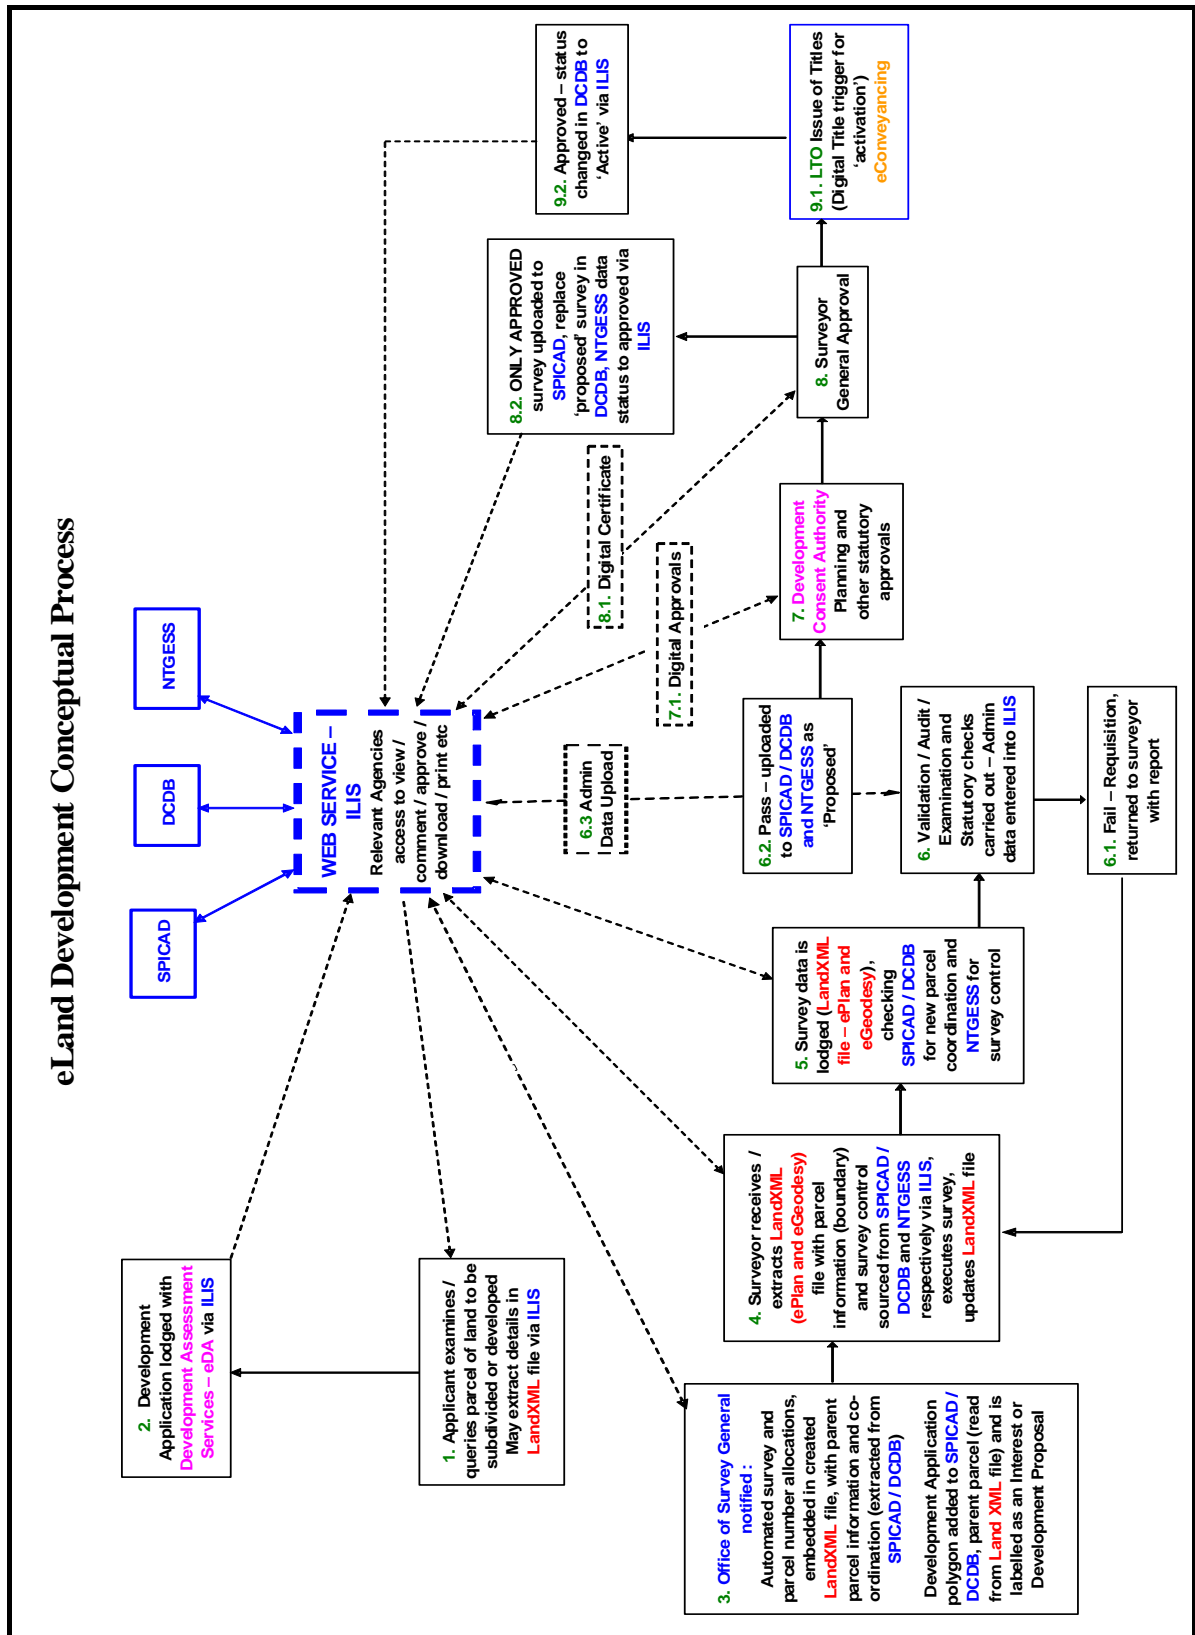 eLand Development Conceptual Process
SPICAD
DCDB
NTGESS
WEB SERVICE –
ILIS
Relevant Agencies
access to view /
comment / approve /
download / print etc
2. Development
Application lodged with
Development Assessment
Services – eDA via ILIS
1. Applicant examines /
queries parcel of land to be
subdivided or developed
May extract details in
LandXML file via ILIS
3. Office of Survey General
notified :
Automated survey and
parcel number allocations,
embedded in created
LandXML file, with parent
parcel information and co-
ordination (extracted from
SPICAD / DCDB)
Development Application
polygon added to SPICAD /
DCDB, parent parcel (read
from Land XML file) and is
labelled as an Interest or
Development Proposal
4. Surveyor receives /
extracts LandXML
(ePlan and eGeodesy)
file with parcel
information (boundary)
and survey control
sourced from SPICAD /
DCDB and NTGESS
respectively via ILIS,
executes survey,
updates LandXML file
5. Survey data is
lodged (LandXML
file – ePlan and
eGeodesy),
checking
SPICAD / DCDB
for new parcel
coordination and
NTGESS for
survey control
6.3 Admin
Data Upload
6.2. Pass – uploaded
to SPICAD / DCDB
and NTGESS as
‘Proposed’
6. Validation / Audit /
Examination and
Statutory checks
carried out – Admin
data entered into ILIS
6.1. Fail – Requisition,
returned to surveyor
with report
7.1. Digital Approvals
7. Development
Consent Authority
Planning and
other statutory
approvals
8.1. Digital Certificate
8. Surveyor
General Approval
8.2. ONLY APPROVED
survey uploaded to
SPICAD, replace
‘proposed’ survey in
DCDB, NTGESS data
status to approved via
ILIS
9.2. Approved – status
changed in DCDB to
‘Active’ via ILIS
9.1. LTO Issue of Titles
(Digital Title trigger for
‘activation’)
eConveyancing